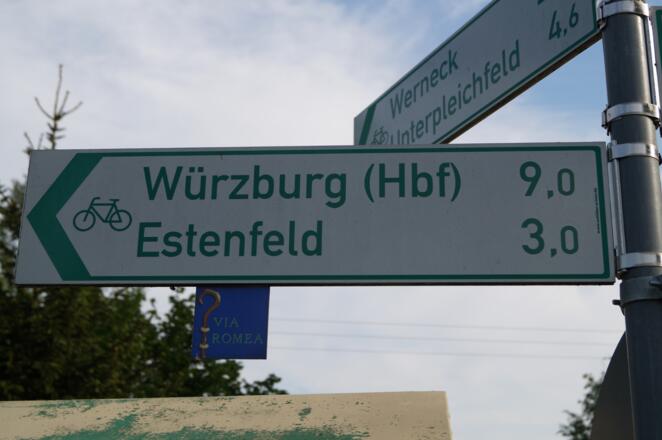 Werneck
Unterpleichfeld 4,6
Würzburg (Hbf) 9,0
Estenfeld 3,0
VIA
ROMEA